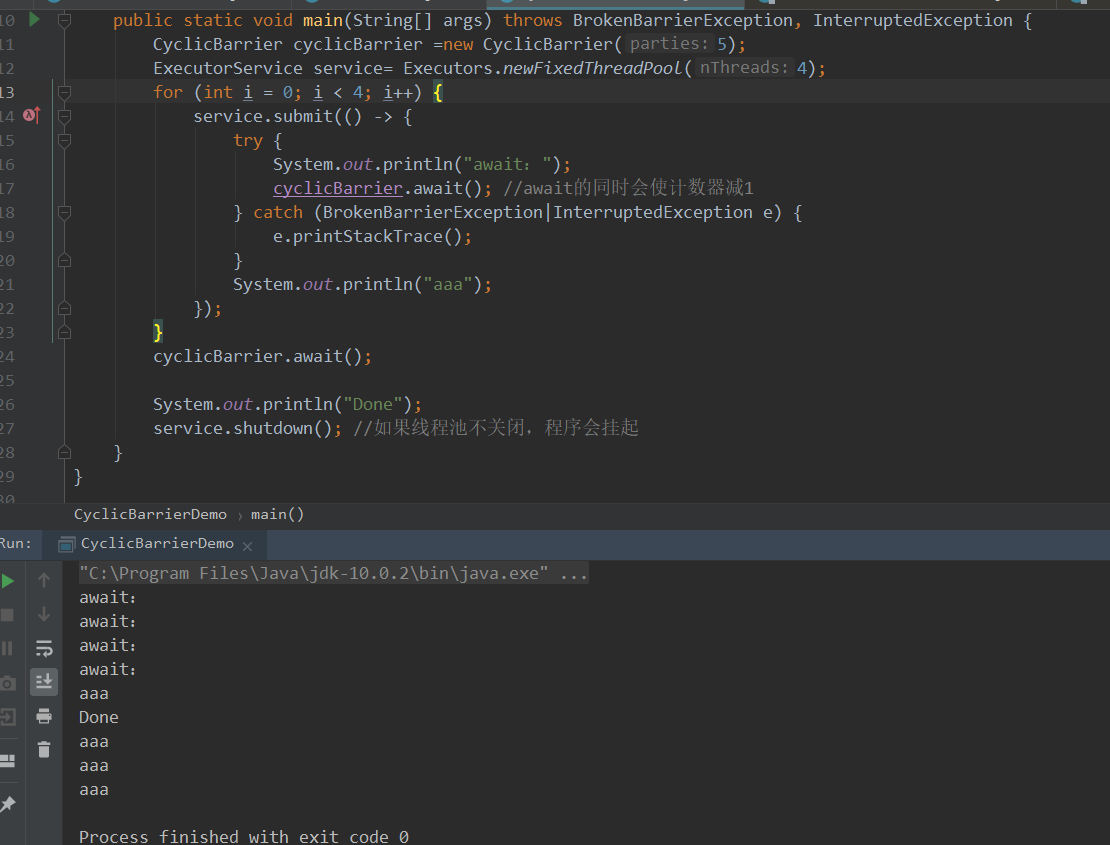 10 public static void main(String[] args) throws BrokenBarrierException, InterruptedException {
11 CyclicBarrier cyclicBarrier =new CyclicBarrier( parties: 5);
12 ExecutorService service= Executors.newFixedThreadPool( nThreads: 4);
13 for (int i = 0; i < 4; i++) {
14 service.submit(() -> {
15 try {
16 System.out.println("await：");
17 cyclicBarrier.await(); //await的同时会使计数器减1
18 } catch (BrokenBarrierException|InterruptedException e) {
19 e.printStackTrace();
20 }
21 System.out.println("aaa");
22 });
23 }
24 cyclicBarrier.await();
25
26 System.out.println("Done");
27 service.shutdown(); //如果线程池不关闭，程序会挂起
28 }
29 }
30
CyclicBarrierDemo › main()
Run: CyclicBarrierDemo ×
"C:\Program Files\Java\jdk-10.0.2\bin\java.exe" ...
await：
await：
await：
await：
aaa
Done
aaa
aaa
aaa
Process finished with exit code 0